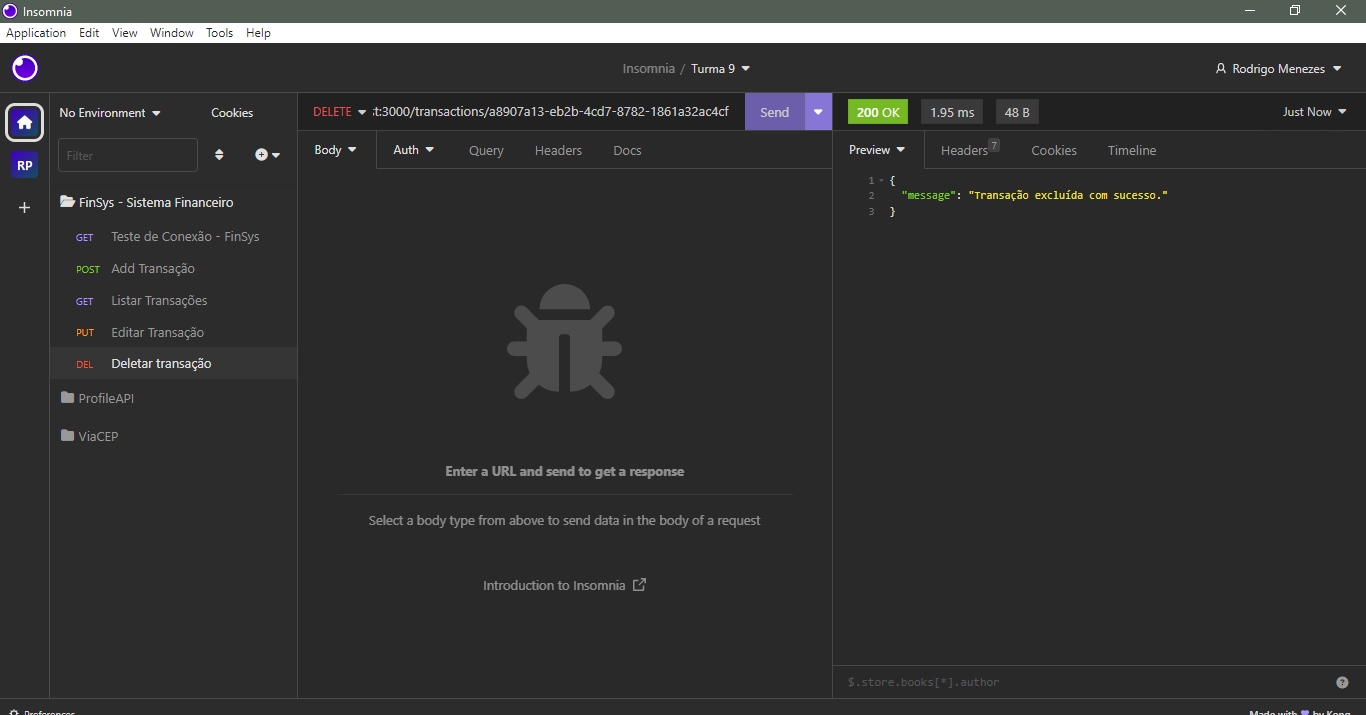 Insomnia
Application Edit View Window Tools Help
Insomnia / Turma 9
Rodrigo Menezes
No Environment
Cookies
DELETE
:t:3000/transactions/a8907a13-eb2b-4cd7-8782-1861a32ac4cf
Send
200 OK
1.95 ms
48 B
Just Now
Filter
RP
Body
Auth
Query
Headers
Docs
Preview
Headers 7
Cookies
Timeline
FinSys - Sistema Financeiro
GET Teste de Conexão - FinSys
POST Add Transação
GET Listar Transações
PUT Editar Transação
DEL Deletar transação
ProfileAPI
ViaCEP
1 {
2 "message": "Transação excluída com sucesso."
3 }
Enter a URL and send to get a response
Select a body type from above to send data in the body of a request
Introduction to Insomnia
$.store.books[*].author
Preferences
Made with 💜 by Kong